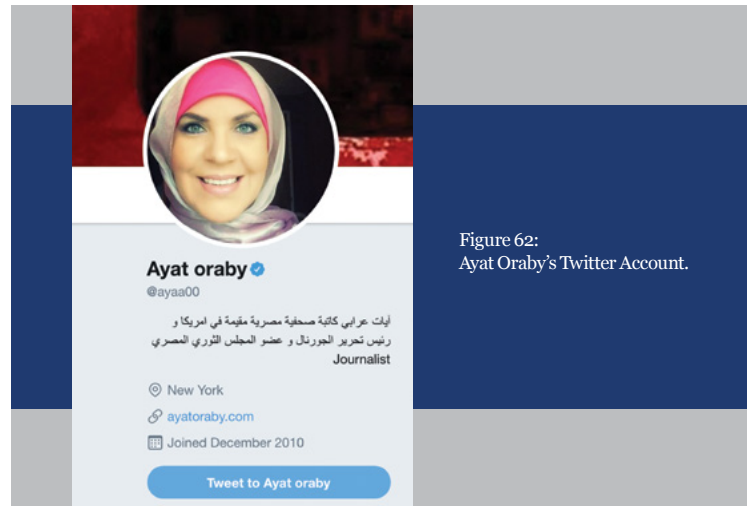 Ayat oraby
@ayaa00
آيات عرابي كاتبة صحفية مصرية مقيمة في امريكا و
رئيس تحرير الجورنال و عضو المجلس الثوري المصري
Journalist
New York
ayatoraby.com
Joined December 2010
Tweet to Ayat oraby
Figure 62:
Ayat Oraby’s Twitter Account.